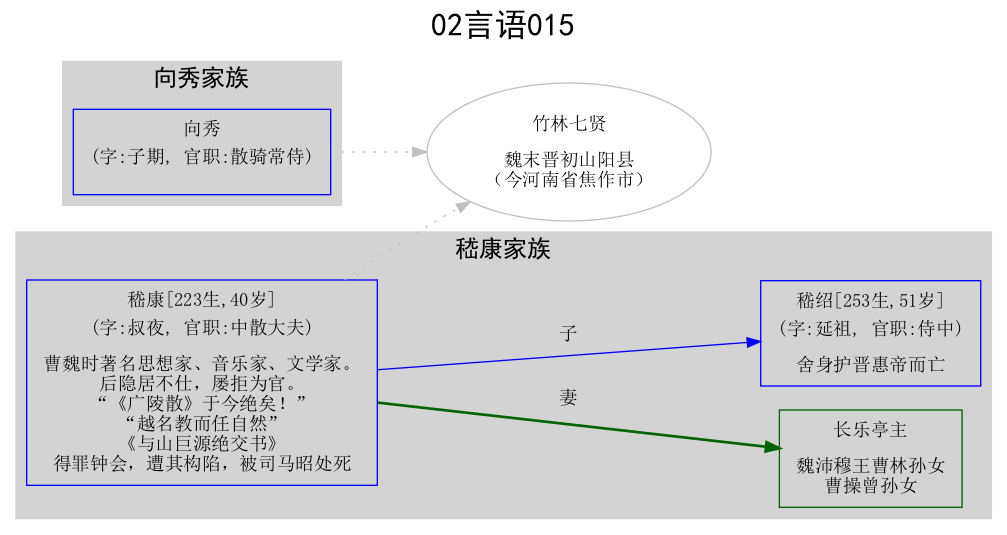 02言语015
向秀家族
向秀
(字:子期, 官职:散骑常侍)
竹林七贤
魏末晋初山阳县
（今河南省焦作市）
嵇康家族
嵇康[223生,40岁]
(字:叔夜, 官职:中散大夫)
曹魏时著名思想家、音乐家、文学家。
后隐居不仕，屡拒为官。
“《广陵散》于今绝矣！”
“越名教而任自然”
《与山巨源绝交书》
得罪钟会，遭其构陷，被司马昭处死
子
妻
嵇绍[253生,51岁]
(字:延祖, 官职:侍中)
舍身护晋惠帝而亡
长乐亭主
魏沛穆王曹林孙女
曹操曾孙女